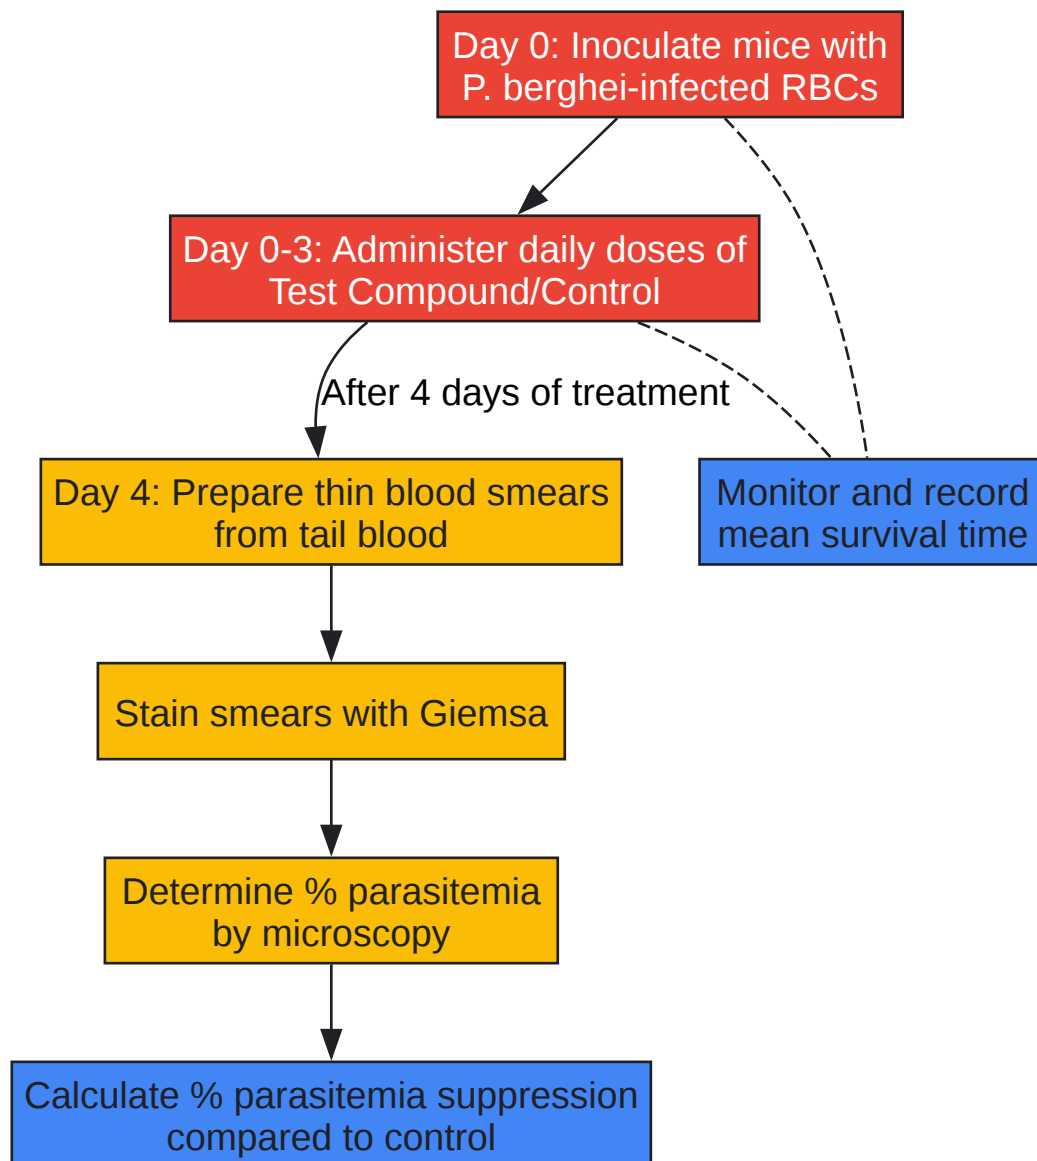 Day 0: Inoculate mice with
P. berghei-infected RBCs
Day 0-3: Administer daily doses of
Test Compound/Control
After 4 days of treatment
Day 4: Prepare thin blood smears
from tail blood
Monitor and record
mean survival time
Stain smears with Giemsa
Determine % parasitemia
by microscopy
Calculate % parasitemia suppression
compared to control